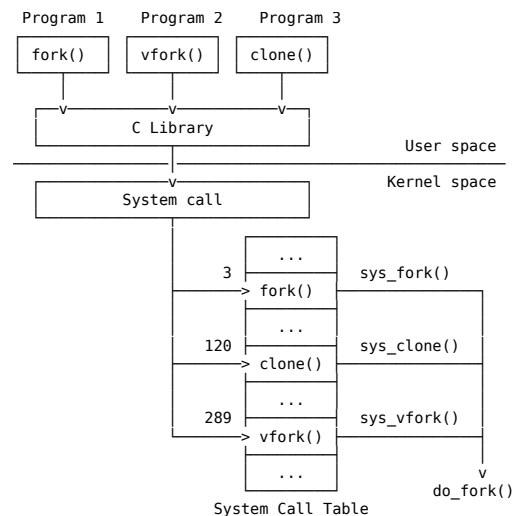 Program 1 Program 2 Program 3
fork() vfork() clone()
C Library
User space
Kernel space
System call
...
3 sys_fork()
> fork()
...
120 sys_clone()
> clone()
...
289 sys_vfork()
> vfork()
...
do_fork()
System Call Table